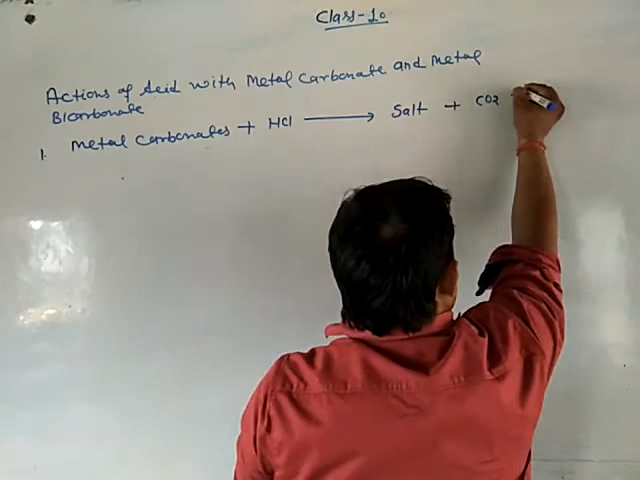 Class-10
Actions of Acid with Metal Carbonate and Metal
Bicarbonate
1. Metal Carbonates + HCl ⟶ Salt + CO2